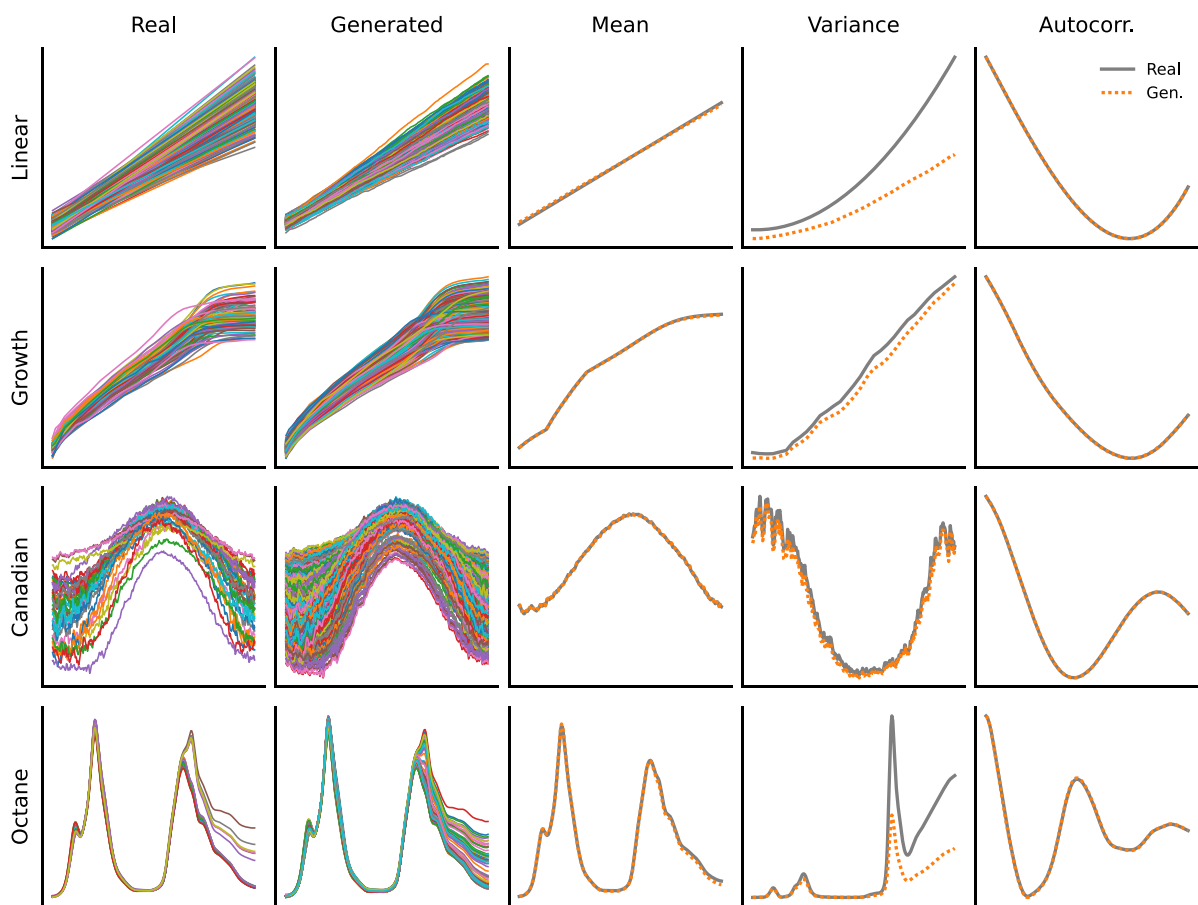 Real Generated Mean Variance Autocorr.
Linear
Real
Gen.
Growth
Canadian
Octane